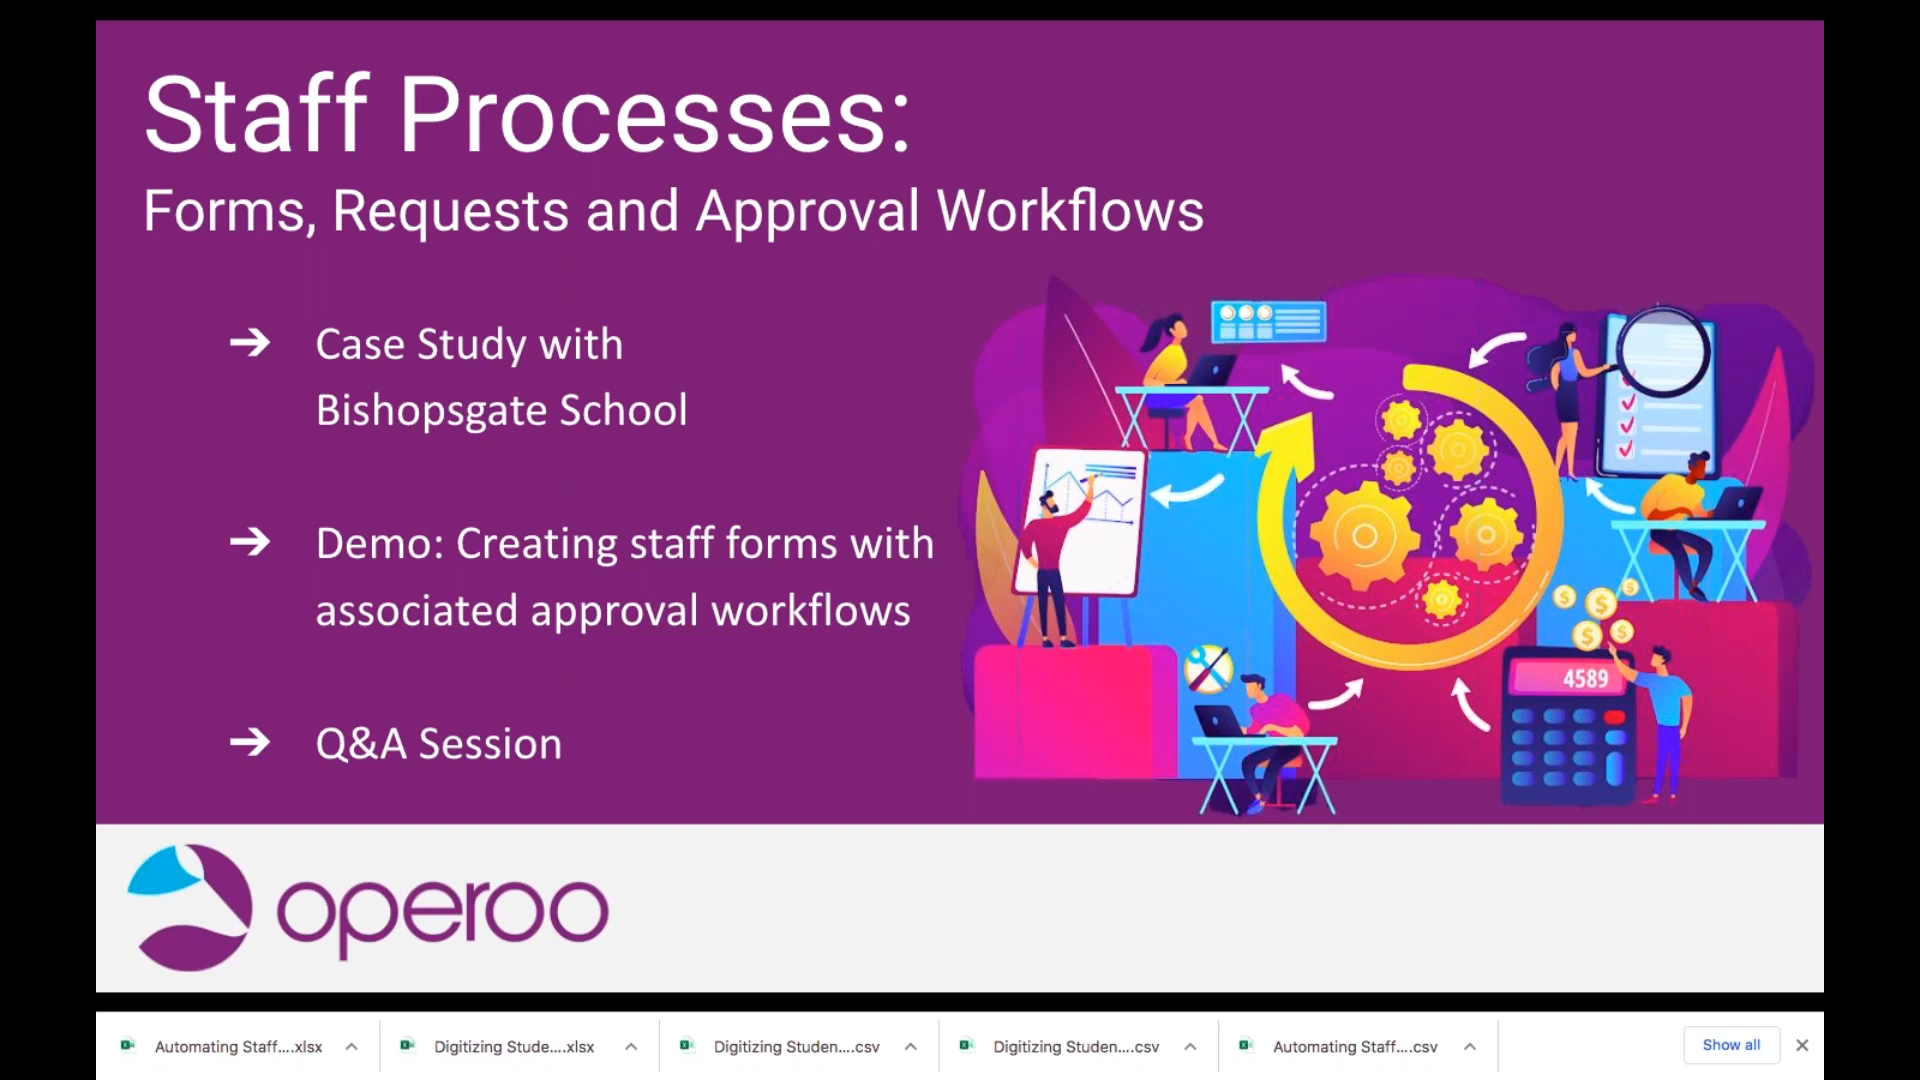 Staff Processes:
Forms, Requests and Approval Workflows
➔ Case Study with
Bishopsgate School
➔ Demo: Creating staff forms with
associated approval workflows
➔ Q&A Session
4589
operoo
Automating Staff....xlsx
Digitizing Stude....xlsx
Digitizing Studen....csv
Digitizing Studen....csv
Automating Staff....csv
Show all